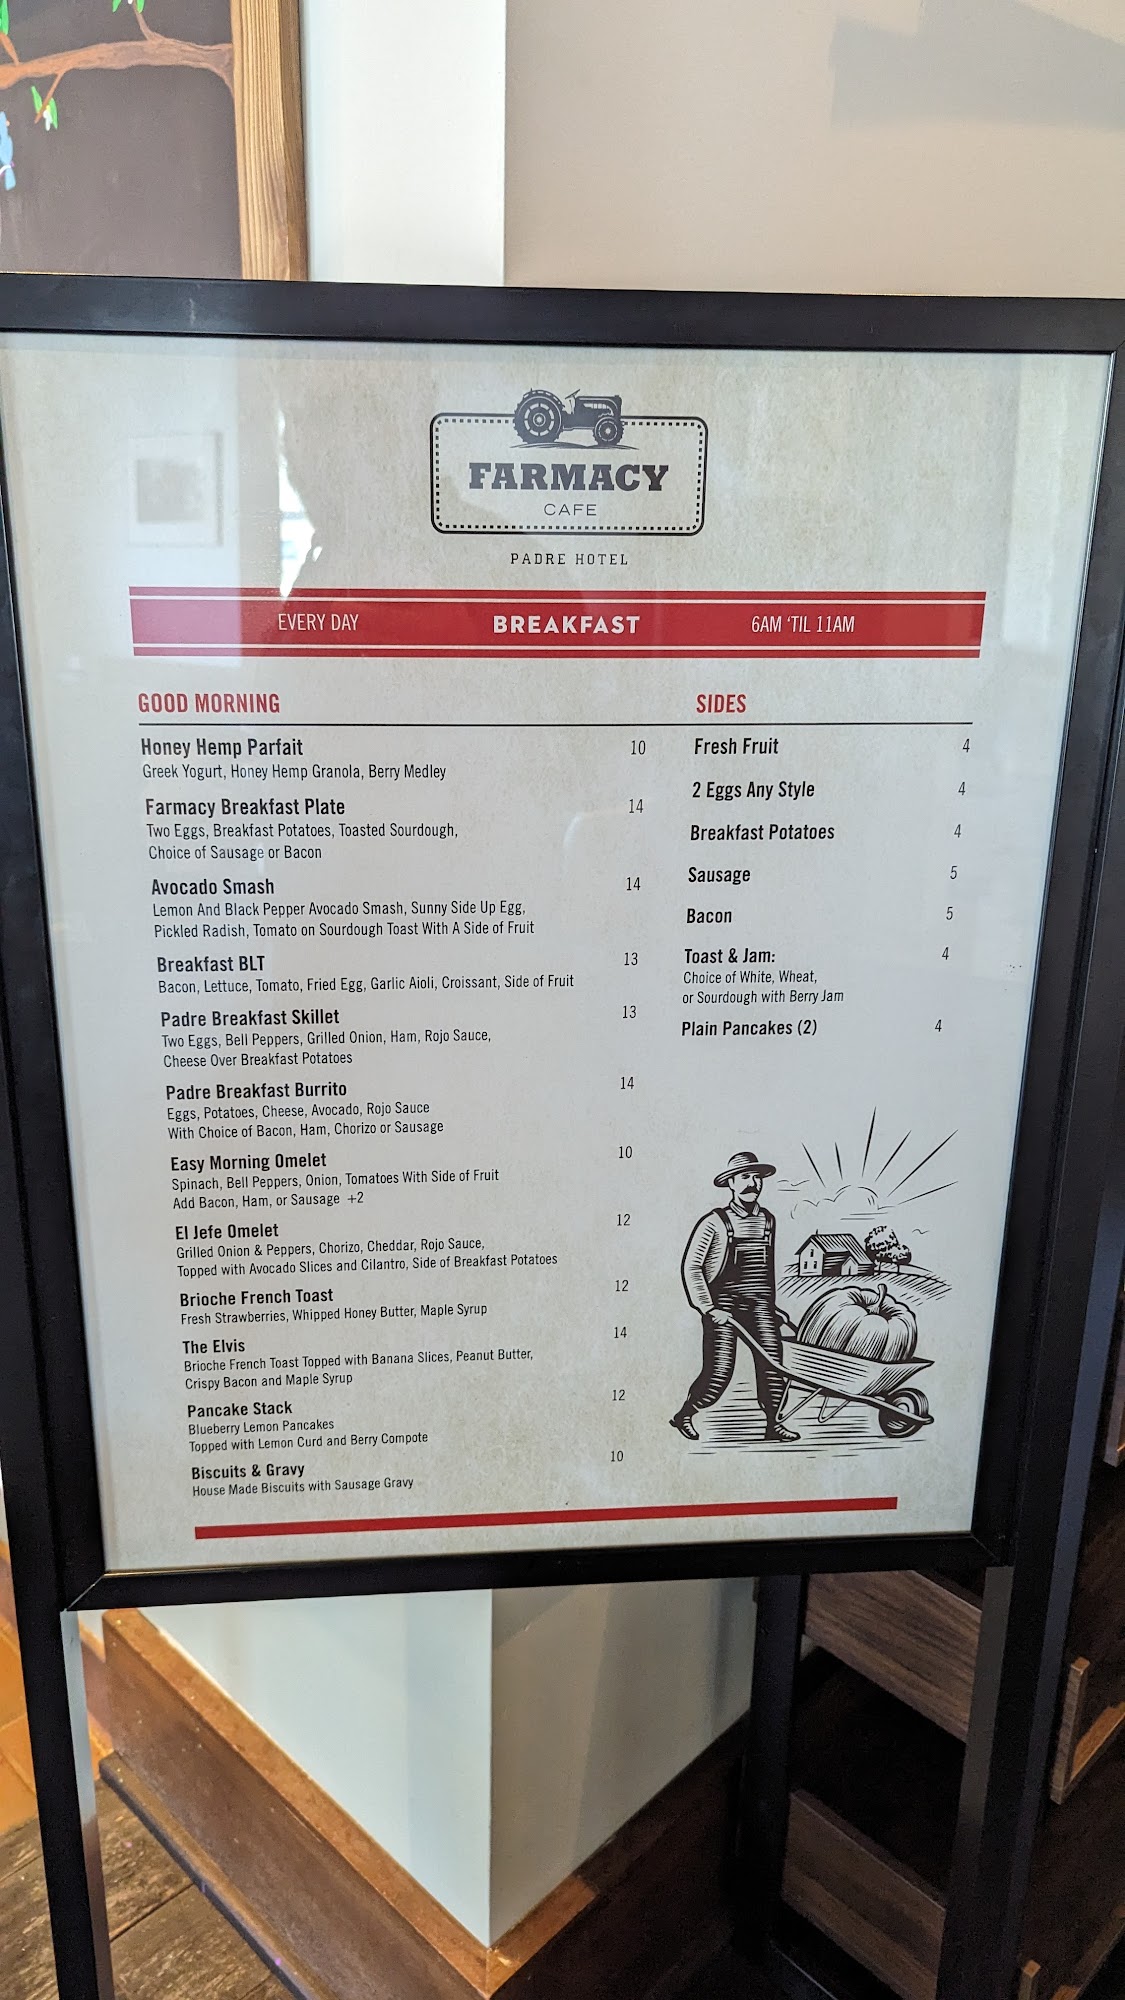 FARMACY
CAFE
PADRE HOTEL
EVERY DAY BREAKFAST 6AM ‘TIL 11AM
GOOD MORNING
Honey Hemp Parfait 10
Greek Yogurt, Honey Hemp Granola, Berry Medley
Farmacy Breakfast Plate 14
Two Eggs, Breakfast Potatoes, Toasted Sourdough,
Choice of Sausage or Bacon
Avocado Smash 14
Lemon And Black Pepper Avocado Smash, Sunny Side Up Egg,
Pickled Radish, Tomato on Sourdough Toast With A Side of Fruit
Breakfast BLT 13
Bacon, Lettuce, Tomato, Fried Egg, Garlic Aioli, Croissant, Side of Fruit
Padre Breakfast Skillet 13
Two Eggs, Bell Peppers, Grilled Onion, Ham, Rojo Sauce,
Cheese Over Breakfast Potatoes
Padre Breakfast Burrito 14
Eggs, Potatoes, Cheese, Avocado, Rojo Sauce
With Choice of Bacon, Ham, Chorizo or Sausage
Easy Morning Omelet 10
Spinach, Bell Peppers, Onion, Tomatoes With Side of Fruit
Add Bacon, Ham, or Sausage +2
El Jefe Omelet 12
Grilled Onion & Peppers, Chorizo, Cheddar, Rojo Sauce,
Topped with Avocado Slices and Cilantro, Side of Breakfast Potatoes
Brioche French Toast 12
Fresh Strawberries, Whipped Honey Butter, Maple Syrup
The Elvis 14
Brioche French Toast Topped with Banana Slices, Peanut Butter,
Crispy Bacon and Maple Syrup
Pancake Stack 12
Blueberry Lemon Pancakes
Topped with Lemon Curd and Berry Compote
Biscuits & Gravy 10
House Made Biscuits with Sausage Gravy
SIDES
Fresh Fruit 4
2 Eggs Any Style 4
Breakfast Potatoes 4
Sausage 5
Bacon 5
Toast & Jam: 4
Choice of White, Wheat,
or Sourdough with Berry Jam
Plain Pancakes (2) 4